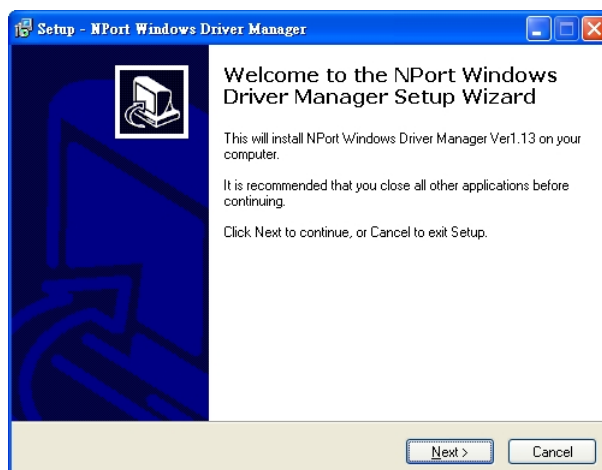 Setup - NPort Windows Driver Manager
Welcome to the NPort Windows
Driver Manager Setup Wizard
This will install NPort Windows Driver Manager Ver1.13 on your
computer.
It is recommended that you close all other applications before
continuing.
Click Next to continue, or Cancel to exit Setup.
Next >
Cancel